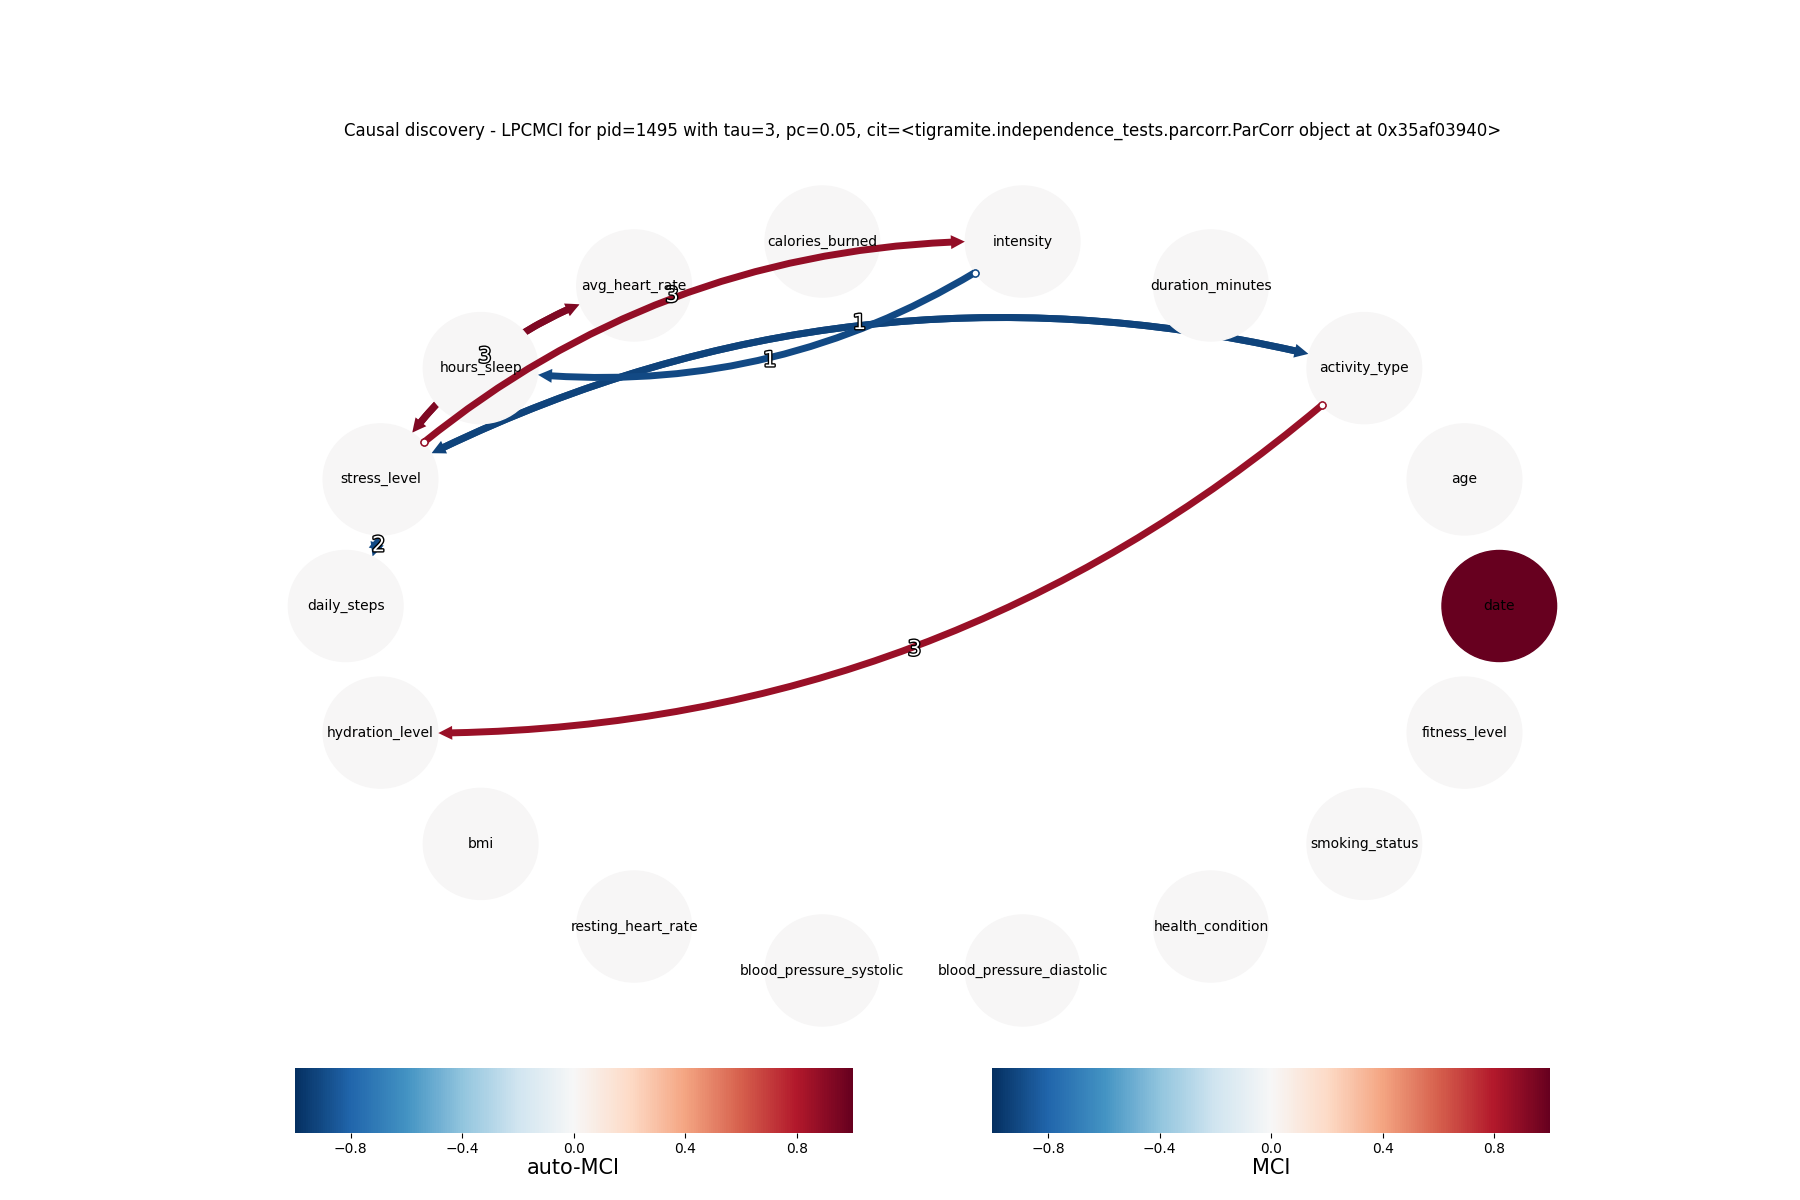 Causal discovery - LPCMCI for pid=1495 with tau=3, pc=0.05, cit=<tigramite.independence_tests.parcorr.ParCorr object at 0x35af03940>
calories_burned
intensity
avg_heart_rate
duration_minutes
3
1
3
1
hours_sleep
activity_type
stress_level
age
2
daily_steps
date
3
hydration_level
fitness_level
bmi
smoking_status
resting_heart_rate
health_condition
blood_pressure_systolic
blood_pressure_diastolic
−0.8 −0.4 0.0 0.4 0.8
auto-MCI
−0.8 −0.4 0.0 0.4 0.8
MCI